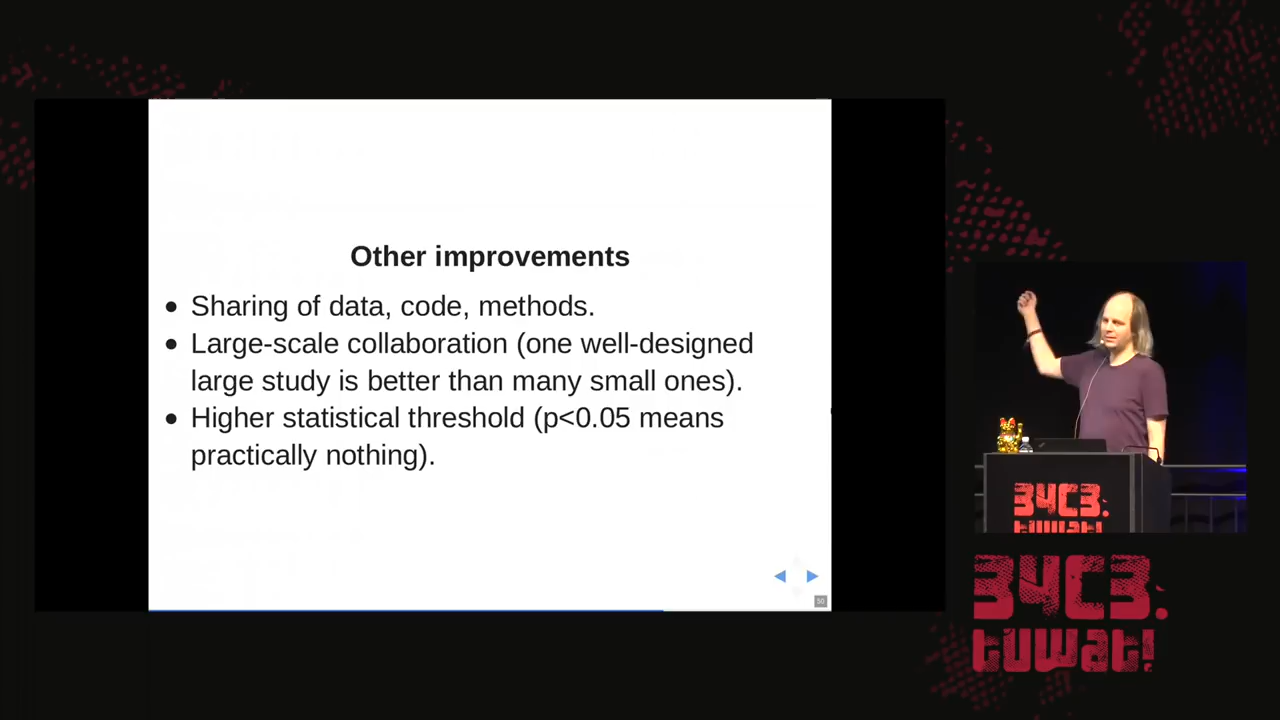 Other improvements
• Sharing of data, code, methods.
• Large-scale collaboration (one well-designed
large study is better than many small ones).
• Higher statistical threshold (p<0.05 means
practically nothing).
50
34C3.
tuwat!
34C3.
tuwat!